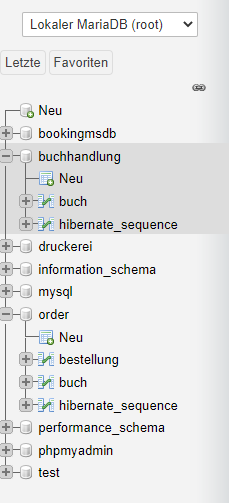 Lokaler MariaDB (root)
Letzte Favoriten
Neu
bookingmsdb
buchhandlung
Neu
buch
hibernate_sequence
druckerei
information_schema
mysql
order
Neu
bestellung
buch
hibernate_sequence
performance_schema
phpmyadmin
test